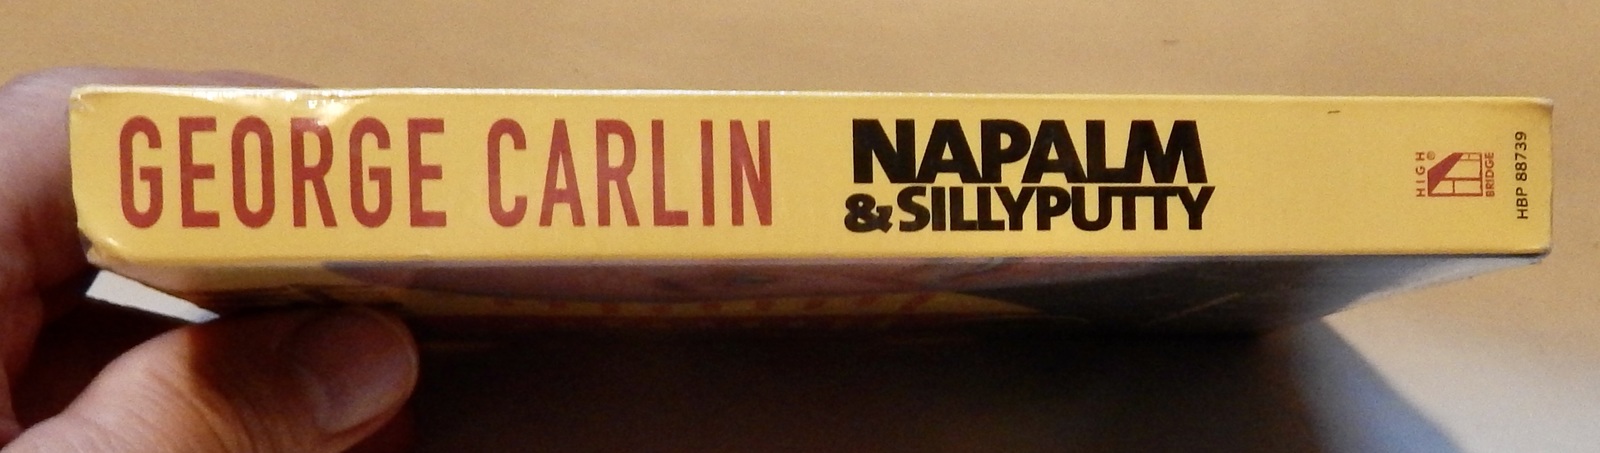 GEORGE CARLIN
NAPALM
& SILLYPUTTY
HIGH®
BRIDGE
HBP 88739